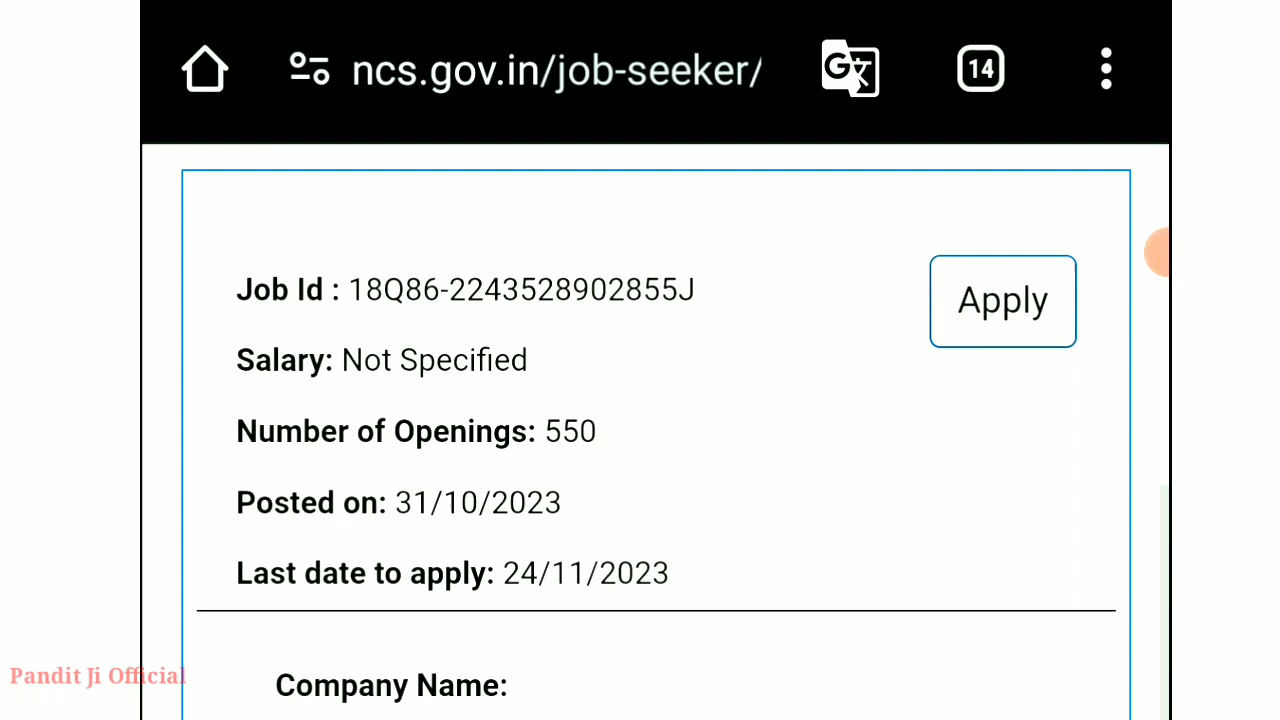 ncs.gov.in/job-seeker/
14
Job Id : 18Q86-2243528902855J
Apply
Salary: Not Specified
Number of Openings: 550
Posted on: 31/10/2023
Last date to apply: 24/11/2023
Company Name:
Pandit Ji Official